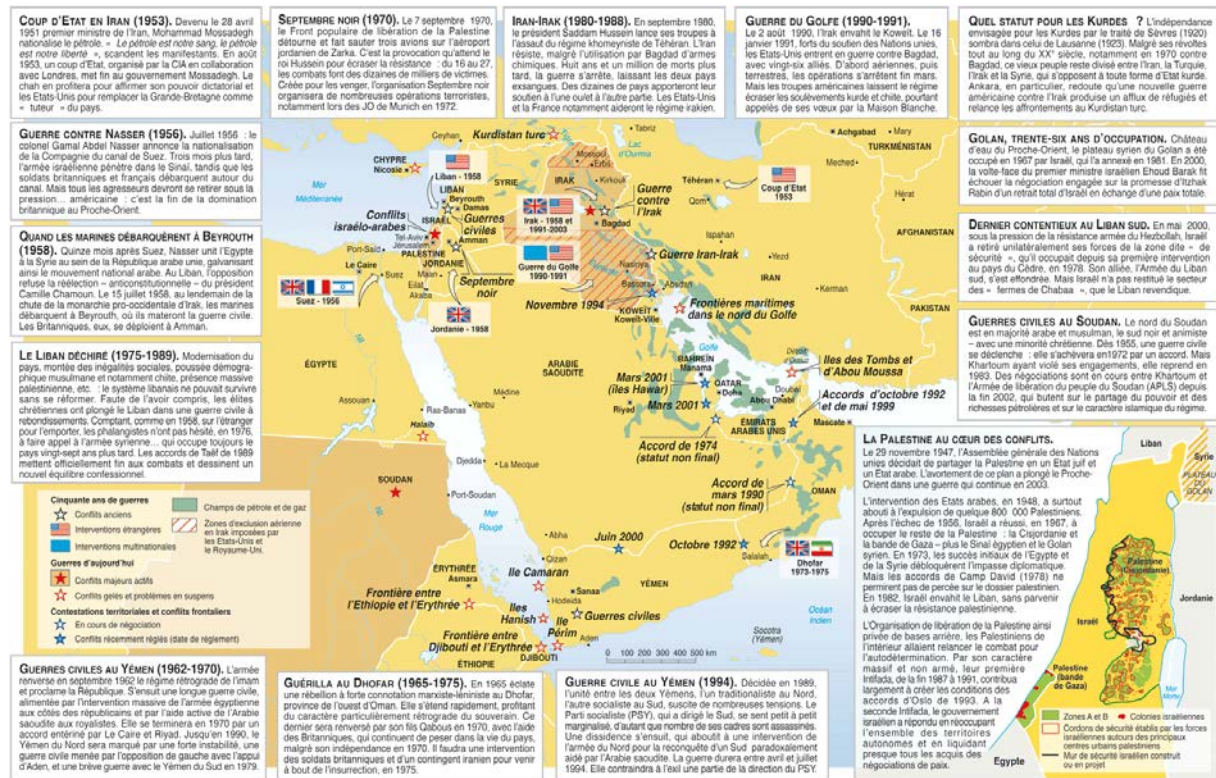 COUP D'ETAT EN IRAN (1953). Devenu le 28 avril
1951 premier ministre de l'Iran, Mohammad Mossadegh
nationalise le pétrole. « Le pétrole est notre sang, le pétrole
est notre liberté », scandent les manifestants. En août
1953, un coup d'Etat, organisé par la CIA en collaboration
avec Londres, met fin au gouvernement Mossadegh. Le
chah en profitera pour affirmer son pouvoir dictatorial et
les Etats-Unis pour remplacer la Grande-Bretagne comme
« tuteur » du pays.
SEPTEMBRE NOIR (1970). Le 7 septembre 1970,
le Front populaire de libération de la Palestine
détourne et fait sauter trois avions sur l'aéroport
jordanien de Zarka. C'est la provocation qu'attend le
roi Hussein pour écraser la résistance : du 16 au 27,
les combats font des dizaines de milliers de victimes.
Créée pour les venger, l'organisation Septembre noir
organisera de nombreuses opérations terroristes,
notamment lors des JO de Munich en 1972.
IRAN-IRAK (1980-1988). En septembre 1980,
le président Saddam Hussein lance ses troupes à
l'assaut du régime khomeyniste de Téhéran. L'Iran
résiste, malgré l'utilisation par Bagdad d'armes
chimiques. Huit ans et un million de morts plus
tard, la guerre s'arrête, laissant les deux pays
exsangues. Des dizaines de pays apporteront leur
soutien à l'une ou et à l'autre partie. Les Etats-Unis
et la France notamment aideront le régime irakien.
GUERRE DU GOLFE (1990-1991).
Le 2 août 1990, l'Irak envahit le Koweït. Le 16
janvier 1991, forts du soutien des Nations unies,
les Etats-Unis entrent en guerre contre Bagdad,
avec vingt-six alliés. D'abord aériennes, puis
terrestres, les opérations s'arrêtent fin mars.
Mais les troupes américaines laissent le régime
écraser les soulèvements kurde et chiite, pourtant
appelés de ses vœux par la Maison Blanche.
QUEL STATUT POUR LES KURDES ? L'indépendance
envisagée pour les Kurdes par le traité de Sèvres (1920)
sombra dans celui de Lausanne (1923). Malgré ses révoltes
tout au long du XXe siècle, notamment en 1970 contre
Bagdad, ce vieux peuple reste divisé entre l'Iran, la Turquie,
l'Irak et la Syrie, qui s'opposent à toute forme d'Etat kurde.
Ankara, en particulier, redoute qu'une nouvelle guerre
américaine contre l'Irak produise un afflux de réfugiés et
relance les affrontements au Kurdistan turc.
GUERRE CONTRE NASSER (1956). Juillet 1956 : le
colonel Gamal Abdel Nasser annonce la nationalisation
de la Compagnie du canal de Suez. Trois mois plus tard,
l'armée israélienne pénètre dans le Sinaï, tandis que les
soldats britanniques et français débarquent autour du
canal. Mais tous les agresseurs devront se retirer sous la
pression... américaine : c'est la fin de la domination
britannique au Proche-Orient.
GOLAN, TRENTE-SIX ANS D'OCCUPATION. Château
d'eau du Proche-Orient, le plateau syrien du Golan a été
occupé en 1967 par Israël, qui l'a annexé en 1981. En 2000,
la volte-face du premier ministre israélien Ehoud Barak fit
échouer la négociation engagée sur la promesse d'Itzhak
Rabin d'un retrait total d'Israël en échange d'une paix totale.
QUAND LES MARINES DÉBARQUÈRENT À BEYROUTH
(1958). Quinze mois après Suez, Nasser unit l'Egypte
à la Syrie au sein de la République arabe unie, galvanisant
ainsi le mouvement national arabe. Au Liban, l'opposition
refuse la réélection – anticonstitutionnelle – du président
Camille Chamoun. Le 15 juillet 1958, au lendemain de la
chute de la monarchie pro-occidentale d'Irak, les marines
débarquent à Beyrouth, où ils materont la guerre civile.
Les Britanniques, eux, se déploient à Amman.
DERNIER CONTENTIEUX AU LIBAN SUD. En mai 2000,
sous la pression de la résistance armée du Hezbollah, Israël
a retiré unilatéralement ses forces de la zone dite « de
sécurité », qu'il occupait depuis sa première intervention
au pays du Cèdre, en 1978. Son alliée, l'Armée du Liban
sud, s'est effondrée. Mais Israël n'a pas restitué le secteur
des « fermes de Chabaa », que le Liban revendique.
GUERRES CIVILES AU SOUDAN. Le nord du Soudan
est en majorité arabe et musulman, le sud noir et animiste
– avec une minorité chrétienne. Dès 1955, une guerre civile
se déclenche : elle s'achèvera en1972 par un accord. Mais
Khartoum ayant violé ses engagements, elle reprend en
1983. Des négociations sont en cours entre Khartoum et
l'Armée de libération du peuple du Soudan (APLS) depuis
la fin 2002, qui butent sur le partage du pouvoir et des
richesses pétrolières et sur le caractère islamique du régime.
LE LIBAN DÉCHIRÉ (1975-1989). Modernisation du
pays, montée des inégalités sociales, poussée démogra-
phique musulmane et notamment chiite, présence massive
palestinienne, etc. : le système libanais ne pouvait survivre
sans se réformer. Faute de l'avoir compris, les élites
chrétiennes ont plongé le Liban dans une guerre civile à
rebondissements. Comptant, comme en 1958, sur l'étranger
pour l'emporter, les phalangistes n'ont pas hésité, en 1976,
à faire appel à l'armée syrienne... qui occupe toujours le
pays vingt-sept ans plus tard. Les accords de Taëf de 1989
mettent officiellement fin aux combats et dessinent un
nouvel équilibre confessionnel.
Ceyhan
Kurdistan turc
Tabriz
Lac
d'Ourmia
Achgabad
Mary
TURKMÉNISTAN
CHYPRE
Nicosie
Liban - 1958
SYRIE
Mossoul
Erbil
Kirkouk
IRAK
Téhéran
Coup d'Etat
1953
Meched
Hérat
Mer
Méditerranée
LIBAN
Beyrouth
Damas
Guerre
contre
l'Irak
Qom
Conflits
israélo-arabes
ISRAËL
Guerres
civiles
Irak - 1958 et
1991-2003
Bagdad
AFGHANISTAN
Tel-Aviv
Jérusalem
Amman
PALESTINE
JORDANIE
Ispahan
Port-Saïd
Guerre Iran-Irak
Yezd
Le Caire
Suez
Maan
Eilat
Akaba
Septembre
noir
Guerre du Golfe
1990-1991
Nasiriya
Bassora
Abadan
IRAN
Kerman
Suez - 1956
Jordanie - 1958
Novembre 1994
KOWEÏT
Koweït-Ville
Frontières maritimes
dans le nord du Golfe
PAKISTAN
ÉGYPTE
ARABIE
SAOUDITE
Golfe
BAHREÏN
Manama
Détroit
d'Ormuz
Iles des Tombs et
d'Abou Moussa
Assouan
Médine
Raa-Banaa
Yanbu
Mars 2001
(îles Hawar)
QATAR
Doha
Doubaï
Abou Dhabi
Accords d'octobre 1992
et de mai 1999
Riyad
Mars 2001
Mascate
ÉMIRATS
ARABES UNIS
Halaïb
Accord de 1974
(statut non final)
Djedda
La Mecque
SOUDAN
Port-Soudan
Accord de
mars 1990
(statut non final)
OMAN
Mer
Rouge
Abha
Juin 2000
Octobre 1992
Salalah
Qizan
Dhofar
1973-1975
ÉRYTHRÉE
Asmara
Ile Camaran
Sanaa
YÉMEN
Frontière entre
l'Ethiopie et l'Erythrée
Hodeida
Iles
Hanish
Guerres civiles
Ile
Périm
Aden
Océan
Indien
Frontière entre
Djibouti et l'Erythrée
DJIBOUTI
ÉTHIOPIE
Socotra
(Yémen)
0 100 200 300 400 500 km
Cinquante ans de guerres
Conflits anciens
Interventions étrangères
Interventions multinationales
Guerres d'aujourd'hui
Conflits majeurs actifs
Conflits gelés et problèmes en suspens
Contestations territoriales et conflits frontaliers
En cours de négociation
Conflits récemment réglés (date de règlement)
Champs de pétrole et de gaz
Zones d'exclusion aérienne
en Irak imposées par
les Etats-Unis et
le Royaume-Uni.
LA PALESTINE AU CŒUR DES CONFLITS.
Le 29 novembre 1947, l'Assemblée générale des Nations
unies décidait de partager la Palestine en un Etat juif et
un Etat arabe. L'avortement de ce plan a plongé le Proche-
Orient dans une guerre qui continue en 2003.
L'intervention des Etats arabes, en 1948, a surtout
abouti à l'expulsion de quelque 800 000 Palestiniens.
Après l'échec de 1956, Israël a réussi, en 1967, à
occuper le reste de la Palestine : la Cisjordanie et
la bande de Gaza – plus le Sinaï égyptien et le Golan
syrien. En 1973, les succès initiaux de l'Egypte et
de la Syrie débloquèrent l'impasse diplomatique.
Mais les accords de Camp David (1978) ne
permirent pas de percée sur le dossier palestinien.
En 1982, Israël envahit le Liban, sans parvenir
à écraser la résistance palestinienne.
L'Organisation de libération de la Palestine ainsi
privée de bases arrière, les Palestiniens de
l'intérieur allaient relancer le combat pour
l'autodétermination. Par son caractère
massif et non armé, leur première
Intifada, de la fin 1987 à 1991, contribua
largement à créer les conditions des
accords d'Oslo de 1993. A la
seconde Intifada, le gouvernement
israélien a répondu en réoccupant
l'ensemble des territoires
autonomes et en liquidant
presque tous les acquis des
négociations de paix.
Liban
Syrie
PLATEAU
DU
GOLAN
Palestine
(Cisjordanie)
Jordanie
Israël
Palestine
(bande de Gaza)
Mer
Morte
Egypte
Zones A et B
Colonies israéliennes
Cordons de sécurité établis par les forces
israéliennes autours des principaux
centres urbains palestiniens
Mur de sécurité israélien construit
ou en projet
GUERRES CIVILES AU YÉMEN (1962-1970). L'armée
renverse en septembre 1962 le régime rétrograde de l'imam
et proclame la République. S'ensuit une longue guerre civile,
alimentée par l'intervention massive de l'armée égyptienne
aux côtés des républicains et par l'aide active de l'Arabie
saoudite aux royalistes. Elle se terminera en 1970 par un
accord entériné par Le Caire et Riyad. Jusqu'en 1990, le
Yémen du Nord sera marqué par une forte instabilité, une
guerre civile menée par l'opposition de gauche avec l'appui
d'Aden, et une brève guerre avec le Yémen du Sud en 1979.
GUÉRILLA AU DHOFAR (1965-1975). En 1965 éclate
une rébellion à forte connotation marxiste-léniniste au Dhofar,
province de l'ouest d'Oman. Elle s'étend rapidement, profitant
du caractère particulièrement rétrograde du souverain. Ce
dernier sera renversé par son fils Qabous en 1970, avec l'aide
des Britanniques, qui continuent de peser dans la vie du pays,
malgré son indépendance en 1970. Il faudra une intervention
des soldats britanniques et d'un contingent iranien pour venir
à bout de l'insurrection, en 1975.
GUERRE CIVILE AU YÉMEN (1994). Décidée en 1989,
l'unité entre les deux Yémens, l'un traditionaliste au Nord,
l'autre socialiste au Sud, suscite de nombreuses tensions. Le
Parti socialiste (PSY), qui a dirigé le Sud, se sent petit à petit
marginalisé, d'autant que nombre de ses cadres sont assassinés.
Une dissidence s'ensuit, qui aboutit à une intervention de
l'armée du Nord pour la reconquête d'un Sud paradoxalement
aidé par l'Arabie saoudite. La guerre durera entre avril et juillet
1994. Elle contraindra à l'exil une partie de la direction du PSY.